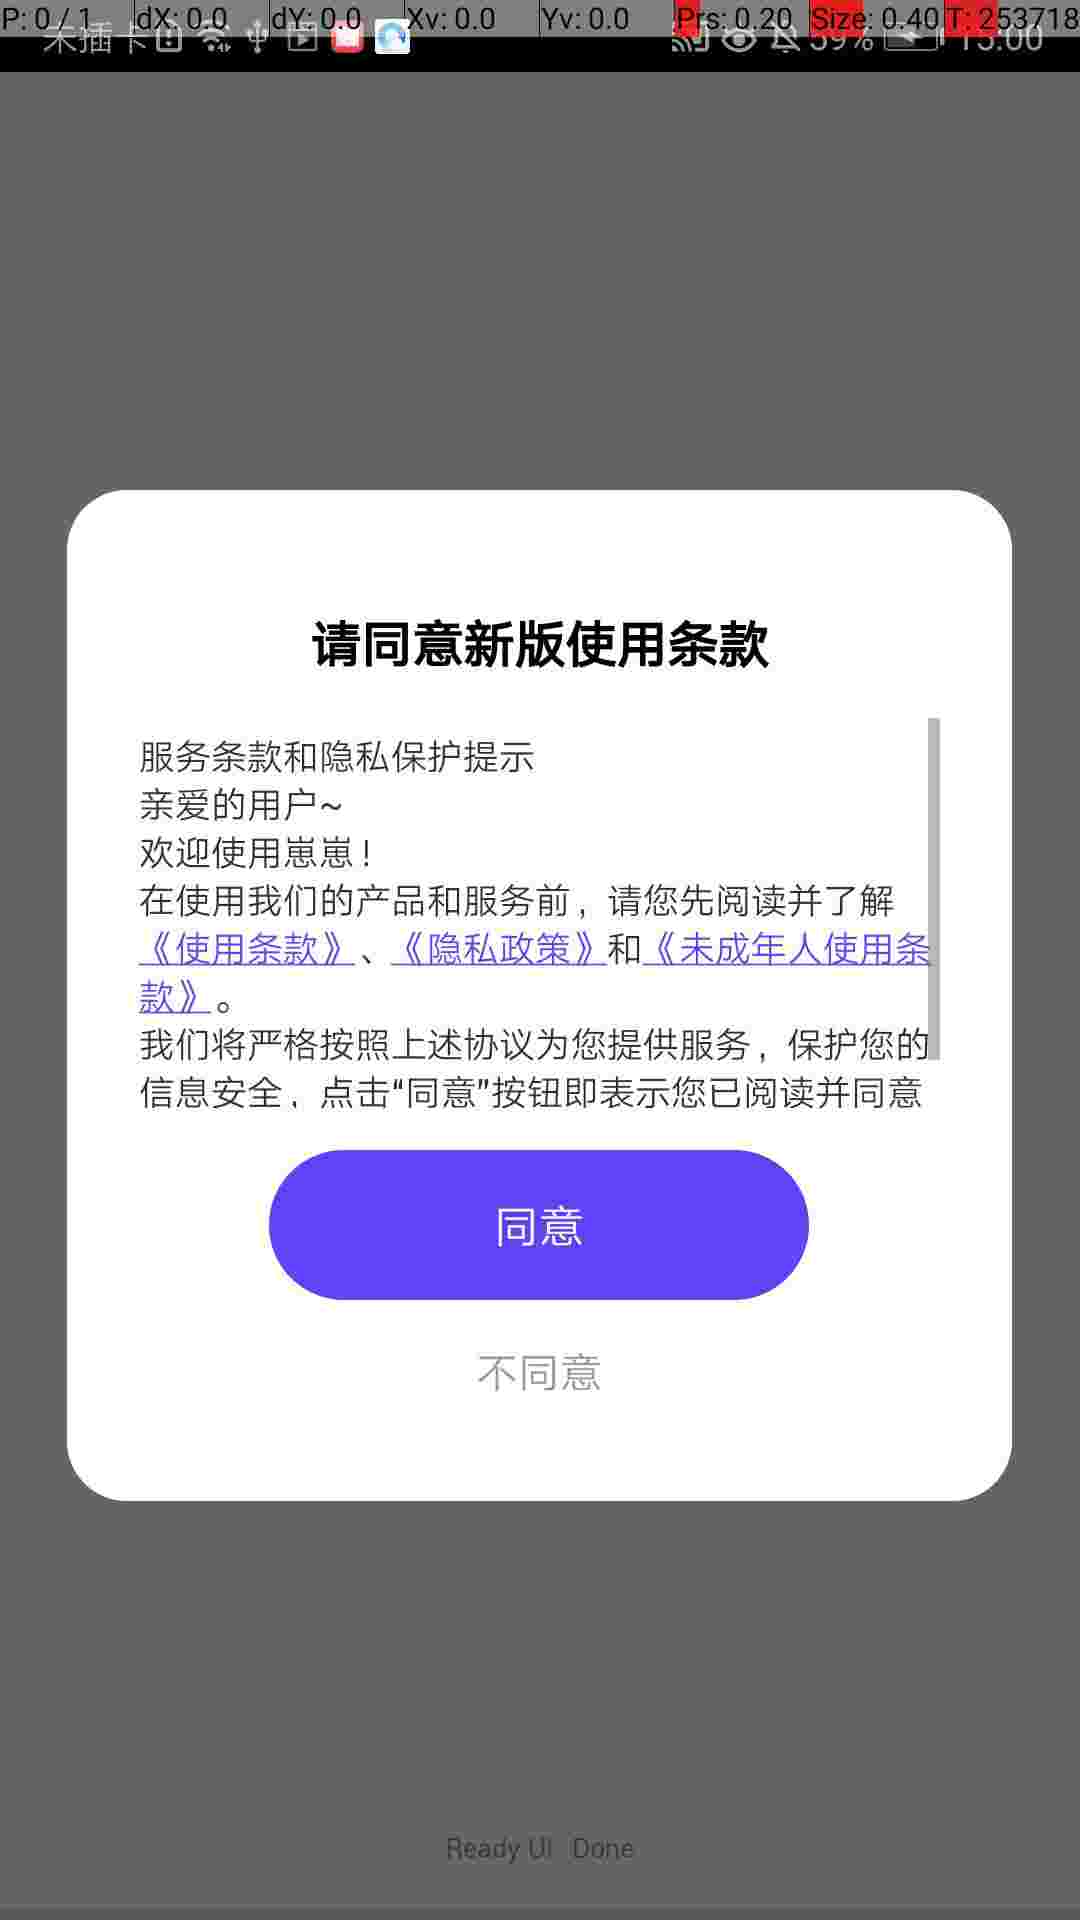 P: 0 / 1 dX: 0.0 dY: 0.0 Xv: 0.0 Yv: 0.0 Prs: 0.20 Size: 0.40 T: 253718
未插卡 59% 15:00
请同意新版使用条款
服务条款和隐私保护提示
亲爱的用户~
欢迎使用崽崽！
在使用我们的产品和服务前，请您先阅读并了解
《使用条款》、《隐私政策》和《未成年人使用条
款》。
我们将严格按照上述协议为您提供服务，保护您的
信息安全，点击“同意”按钮即表示您已阅读并同意
同意
不同意
Ready UI Done